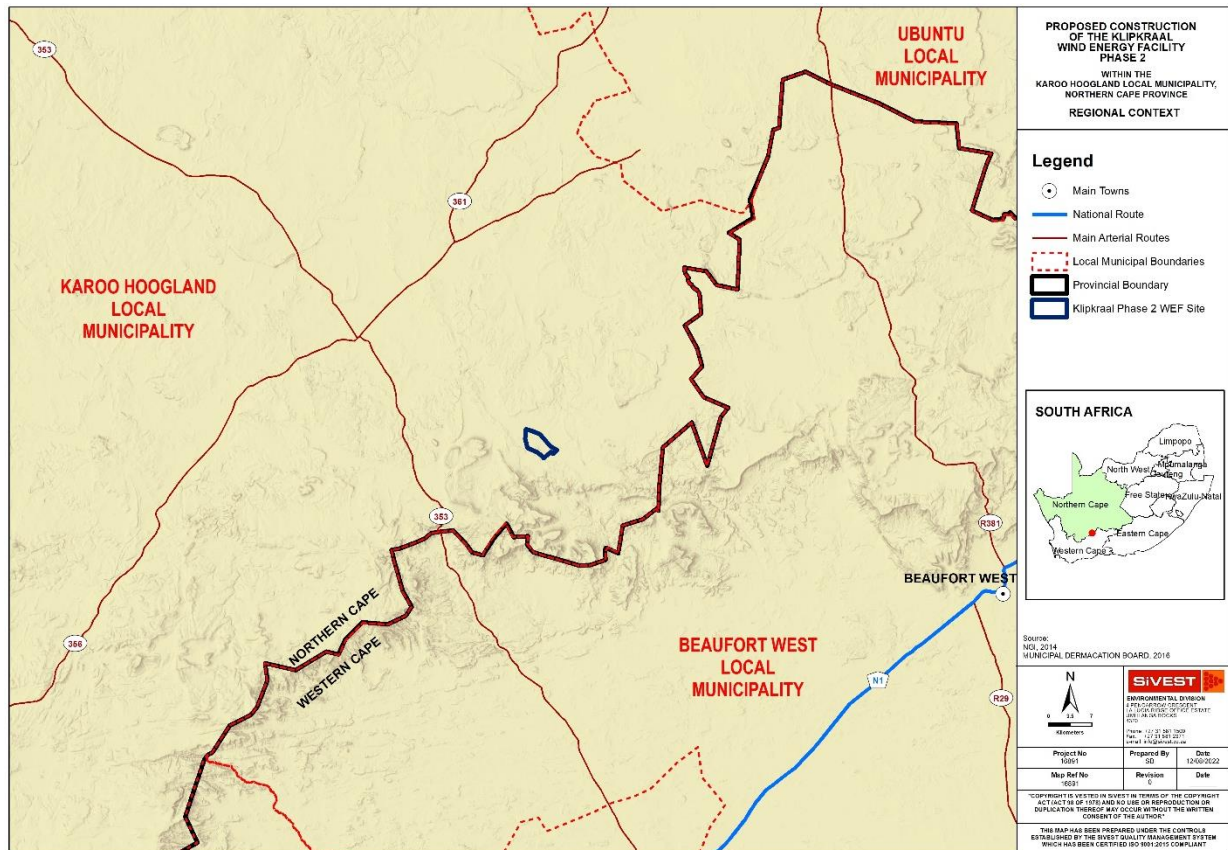 353
UBUNTU
LOCAL
MUNICIPALITY
361
KAROO HOOGLAND
LOCAL
MUNICIPALITY
353
R381
BEAUFORT WEST
356
NORTHERN CAPE
WESTERN CAPE
BEAUFORT WEST
LOCAL
MUNICIPALITY
N1
R29
PROPOSED CONSTRUCTION
OF THE KLIPKRAAL
WIND ENERGY FACILITY
PHASE 2
WITHIN THE
KAROO HOOGLAND LOCAL MUNICIPALITY,
NORTHERN CAPE PROVINCE
REGIONAL CONTEXT
Legend
Main Towns
National Route
Main Arterial Routes
Local Municipal Boundaries
Provincial Boundary
Klipkraal Phase 2 WEF Site
SOUTH AFRICA
Limpopo
North West
Mpumalanga
Northern Cape
Free State
Eastern Cape
Western Cape
Source:
NGI, 2014
MUNICIPAL DERMACATION BOARD, 2016
N
0 3.5 7
Kilometers
SiVEST
ENVIRONMENTAL DIVISION
Project No
Prepared By
SD
Date
Map Ref No
Revision
0
Date
"COPYRIGHT IS VESTED IN SIVEST IN TERMS OF THE COPYRIGHT
ACT (ACT 98 OF 1978) AND NO USE OR REPRODUCTION OR
DUPLICATION THEREOF MAY OCCUR WITHOUT THE WRITTEN
CONSENT OF THE AUTHOR"
THIS MAP HAS BEEN PREPARED UNDER THE CONTROLS
ESTABLISHED BY THE SIVEST QUALITY MANAGEMENT SYSTEM
WHICH HAS BEEN CERTIFIED ISO 9001:2015 COMPLIANT